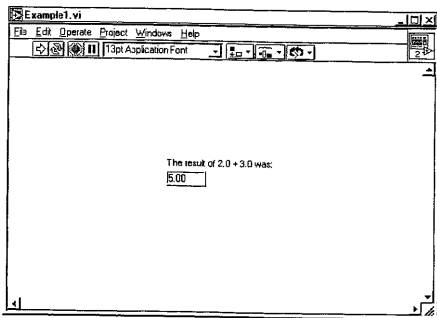 Example1.vi
File Edit Operate Project Windows Help
13pt Application Font
2
The result of 2.0 + 3.0 was:
5.00